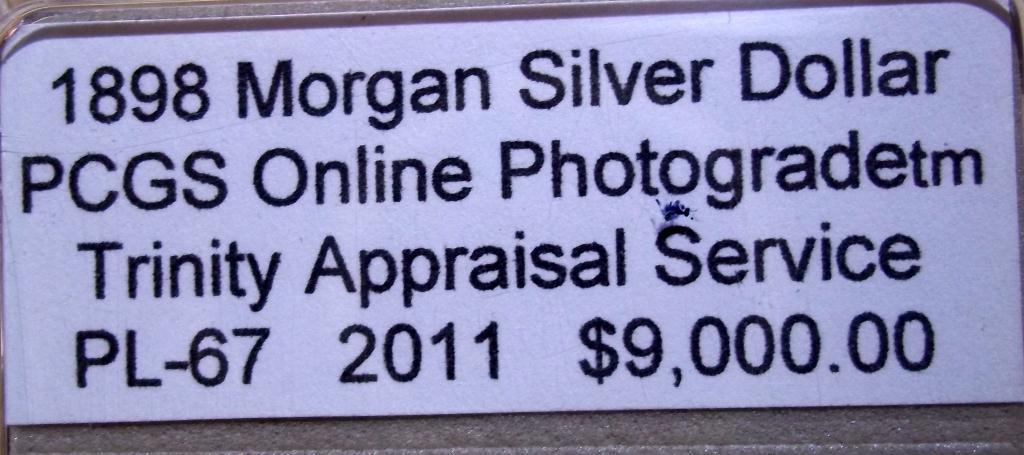 1898 Morgan Silver Dollar
PCGS Online Photogradetm
Trinity Appraisal Service
PL-67 2011 $9,000.00